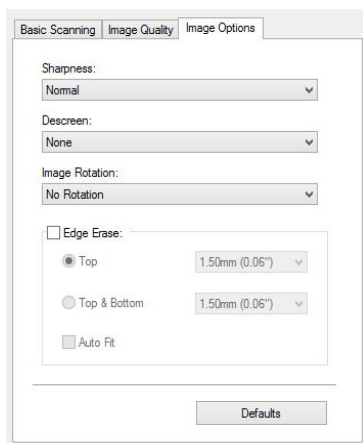 Basic Scanning Image Quality Image Options
Sharpness:
Normal
Descreen:
None
Image Rotation:
No Rotation
Edge Erase:
Top 1.50mm (0.06")
Top & Bottom 1.50mm (0.06")
Auto Fit
Defaults